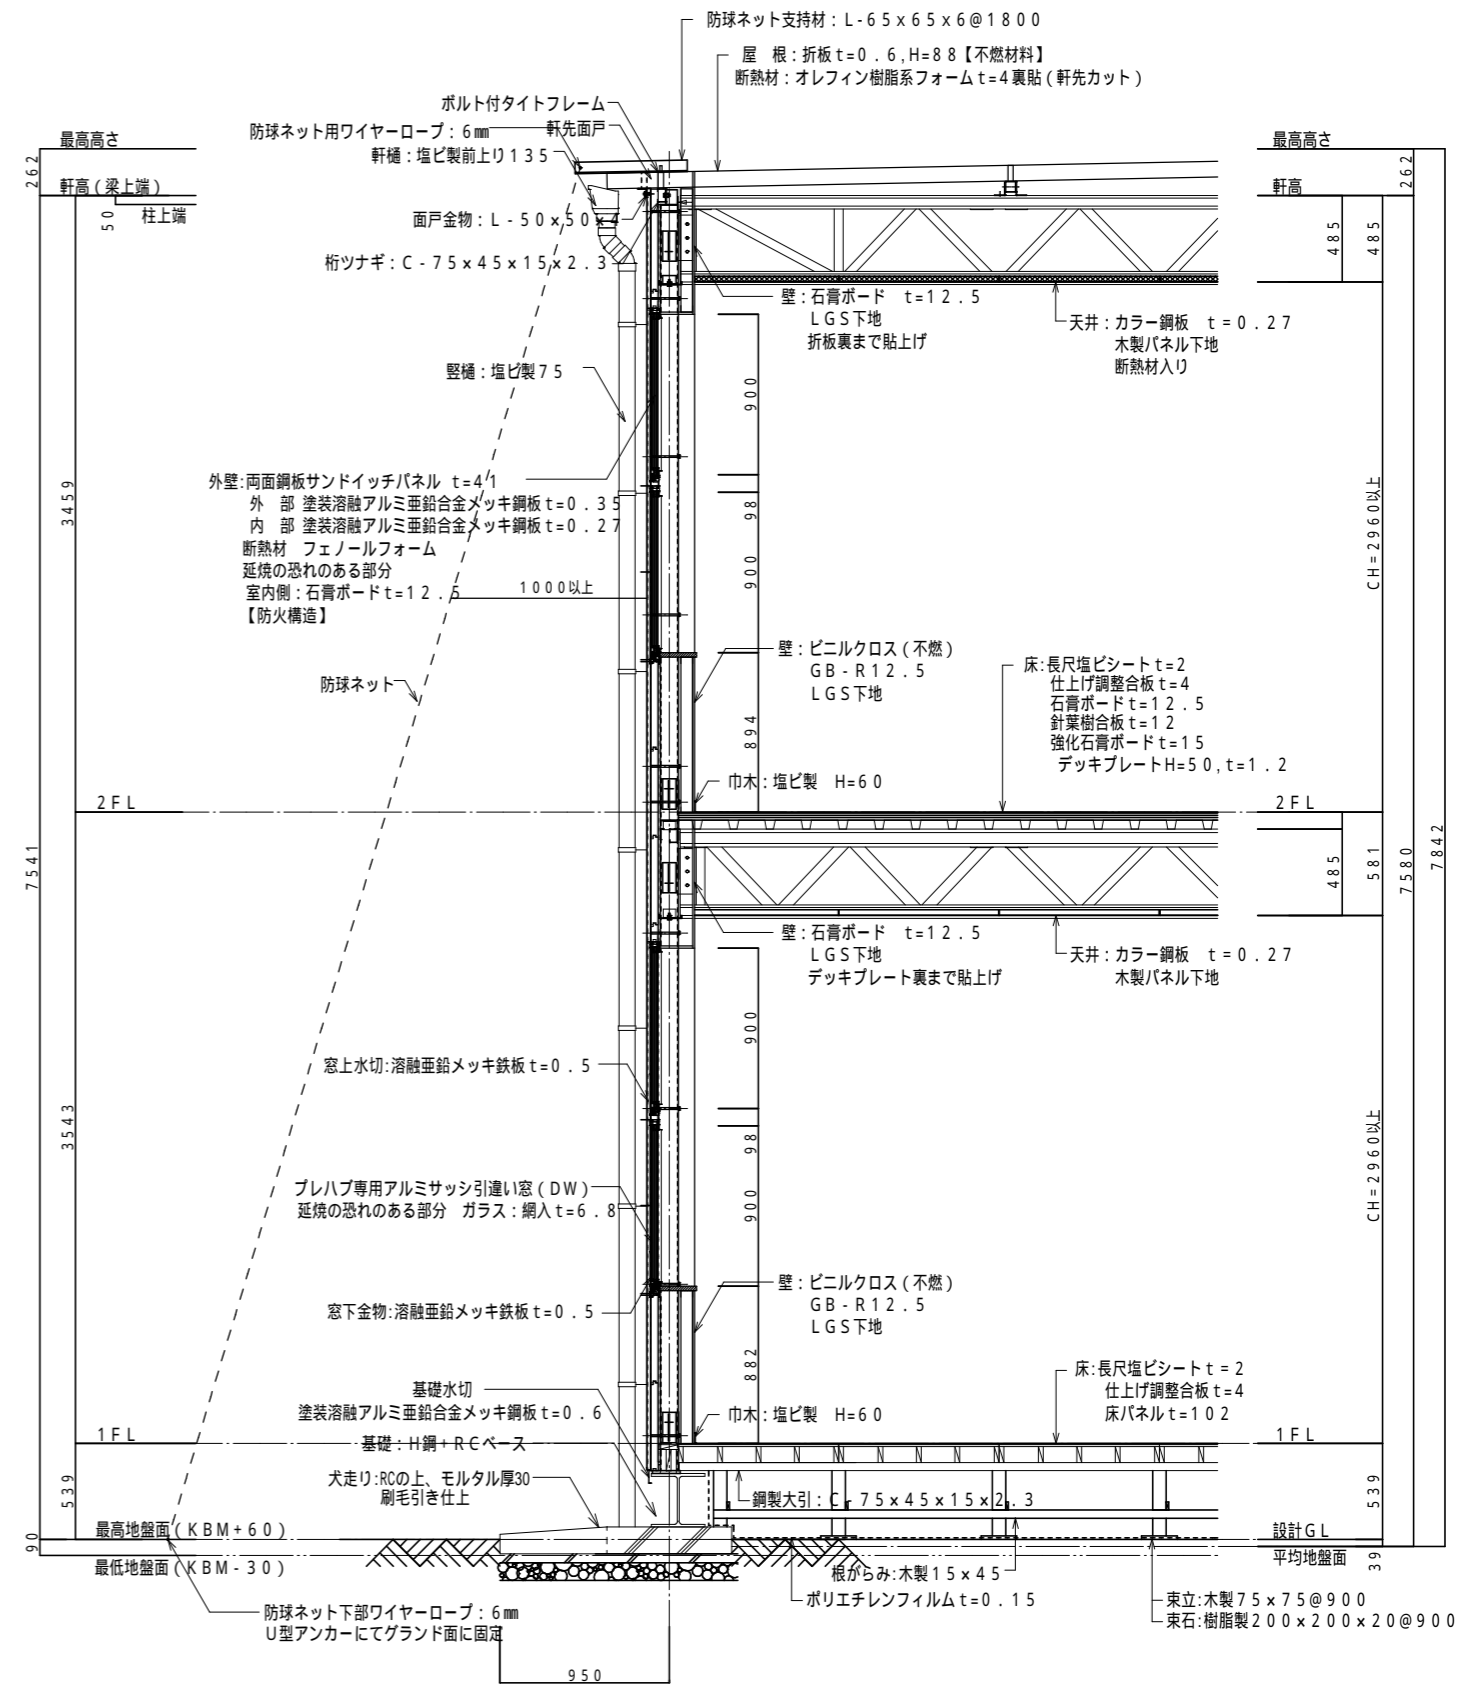 防球ネット支持材：L-65x65x6@1800
屋　根：折板t=0.6,H=88【不燃材料】
断熱材：オレフィン樹脂系フォームt=4裏貼(軒先カット)
ボルト付タイトフレーム
防球ネット用ワイヤーロープ：6㎜
軒先面戸
軒樋：塩ビ製前上り135
最高高さ
最高高さ
262
262
軒高(梁上端)
軒高
50
柱上端
面戸金物：L-50×50×4
桁ツナギ：C-75×45×15×2.3
485
485
壁：石膏ボード　t=12.5
LGS下地
折板裏まで貼上げ
天井：カラー鋼板　t=0.27
木製パネル下地
断熱材入り
竪樋：塩ビ製75
900
外壁:両面鋼板サンドイッチパネル t=41
外　部 塗装溶融アルミ亜鉛合金メッキ鋼板t=0.35
内　部 塗装溶融アルミ亜鉛合金メッキ鋼板t=0.27
断熱材　フェノールフォーム
延焼の恐れのある部分
室内側：石膏ボードt=12.5
【防火構造】
1000以上
3459
98
900
CH=2960以上
防球ネット
壁：ビニルクロス(不燃)
GB-R12.5
LGS下地
床:長尺塩ビシートt=2
仕上げ調整合板t=4
石膏ボードt=12.5
針葉樹合板t=12
強化石膏ボードt=15
デッキプレートH=50,t=1.2
894
巾木：塩ビ製　H=60
2FL
2FL
7541
485
581
7580
7842
壁：石膏ボード　t=12.5
LGS下地
デッキプレート裏まで貼上げ
天井：カラー鋼板　t=0.27
木製パネル下地
900
窓上水切:溶融亜鉛メッキ鉄板t=0.5
3543
98
900
CH=2960以上
プレハブ専用アルミサッシ引違い窓(DW)
延焼の恐れのある部分　ガラス：網入t=6.8
窓下金物:溶融亜鉛メッキ鉄板t=0.5
壁：ビニルクロス(不燃)
GB-R12.5
LGS下地
882
床:長尺塩ビシートt=2
仕上げ調整合板t=4
床パネルt=102
基礎水切
塗装溶融アルミ亜鉛合金メッキ鋼板t=0.6
巾木：塩ビ製　H=60
1FL
1FL
基礎：H鋼+RCベース
犬走り:RCの上、モルタル厚30
刷毛引き仕上
鋼製大引：C-75×45×15×2.3
539
539
最高地盤面(KBM+60)
設計GL
90
最低地盤面(KBM-30)
平均地盤面
39
根がらみ:木製15x45
ポリエチレンフィルムt=0.15
束立:木製75x75@900
束石:樹脂製200x200x20@900
防球ネット下部ワイヤーロープ：6㎜
U型アンカーにてグランド面に固定
950